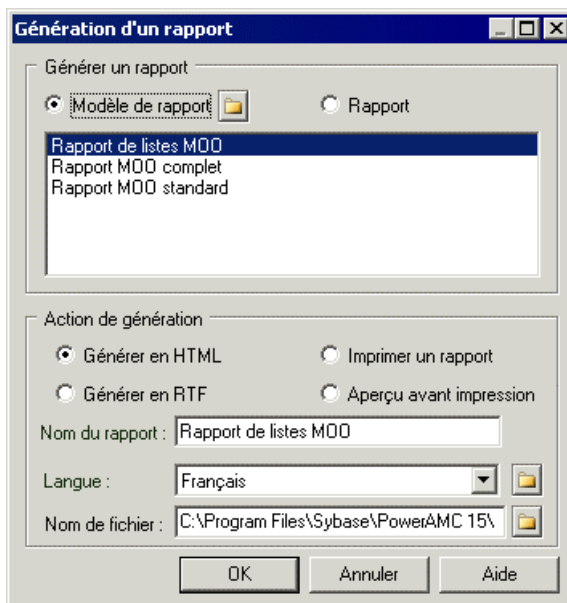 Génération d'un rapport
Générer un rapport
Modèle de rapport Rapport
Rapport de listes MOO
Rapport MOO complet
Rapport MOO standard
Action de génération
Générer en HTML Imprimer un rapport
Générer en RTF Aperçu avant impression
Nom du rapport : Rapport de listes MOO
Langue : Français
Nom de fichier : C:\Program Files\Sybase\PowerAMC 15\
OK Annuler Aide